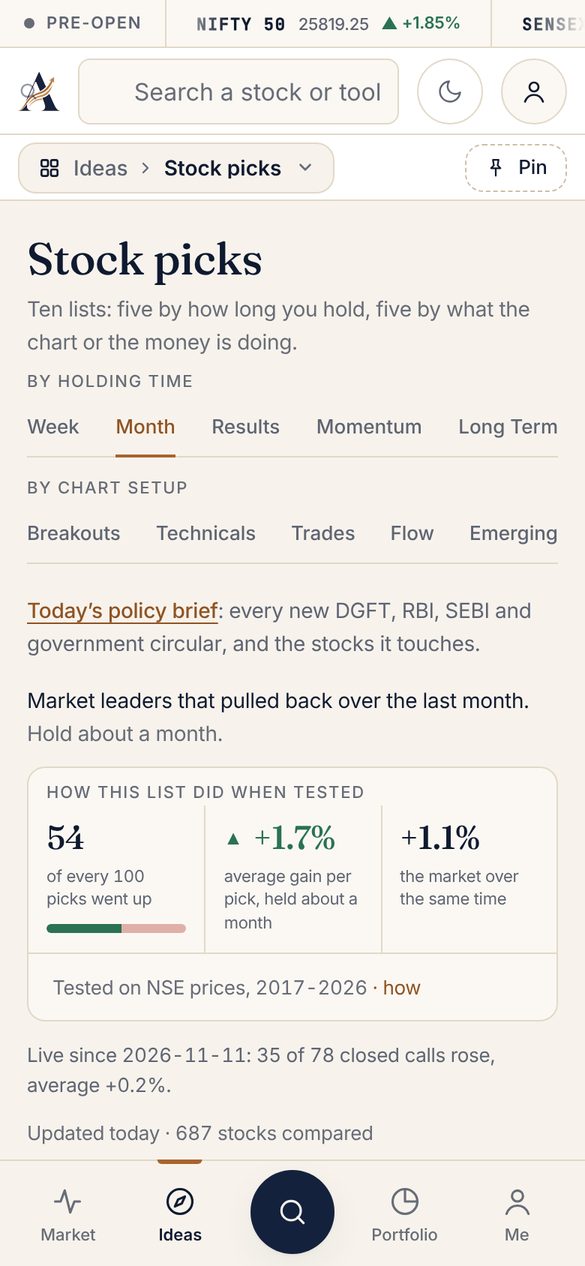 PRE-OPEN
NIFTY 50 25819.25 ▲ +1.85%
Search a stock or tool
Ideas > Stock picks
Pin
Stock picks
Ten lists: five by how long you hold, five by what the
chart or the money is doing.
BY HOLDING TIME
Week Month Results Momentum Long Term
BY CHART SETUP
Breakouts Technicals Trades Flow Emerging
Today’s policy brief: every new DGFT, RBI, SEBI and
government circular, and the stocks it touches.
Market leaders that pulled back over the last month.
Hold about a month.
HOW THIS LIST DID WHEN TESTED
54
of every 100
picks went up
▲ +1.7%
average gain per
pick, held about a
month
+1.1%
the market over
the same time
Tested on NSE prices, 2017-2026 · how
Live since 2026-11-11: 35 of 78 closed calls rose,
average +0.2%.
Updated today · 687 stocks compared
Market Ideas Portfolio Me